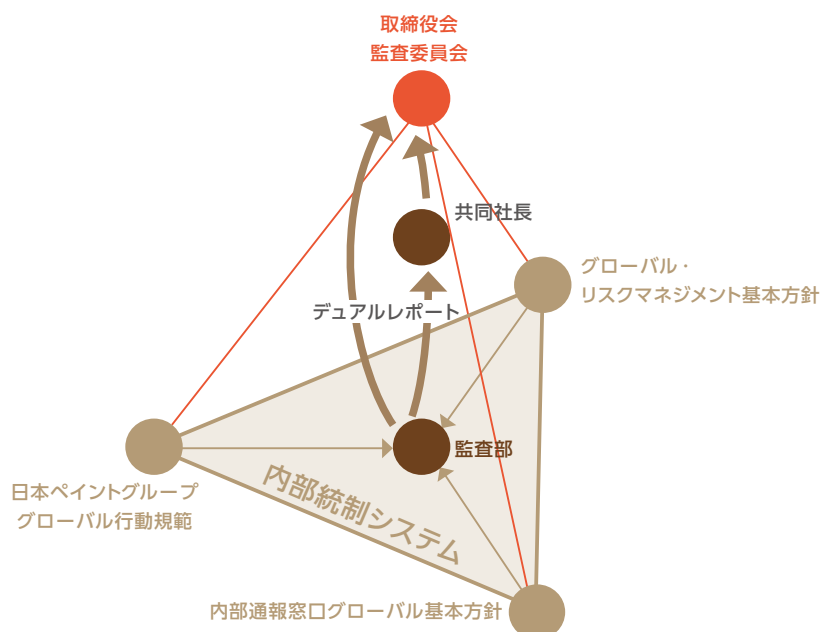 取締役会
監査委員会
共同社長
グローバル・
リスクマネジメント基本方針
デュアルレポート
監査部
日本ペイントグループ
グローバル行動規範
内部統制システム
内部通報窓口グローバル基本方針